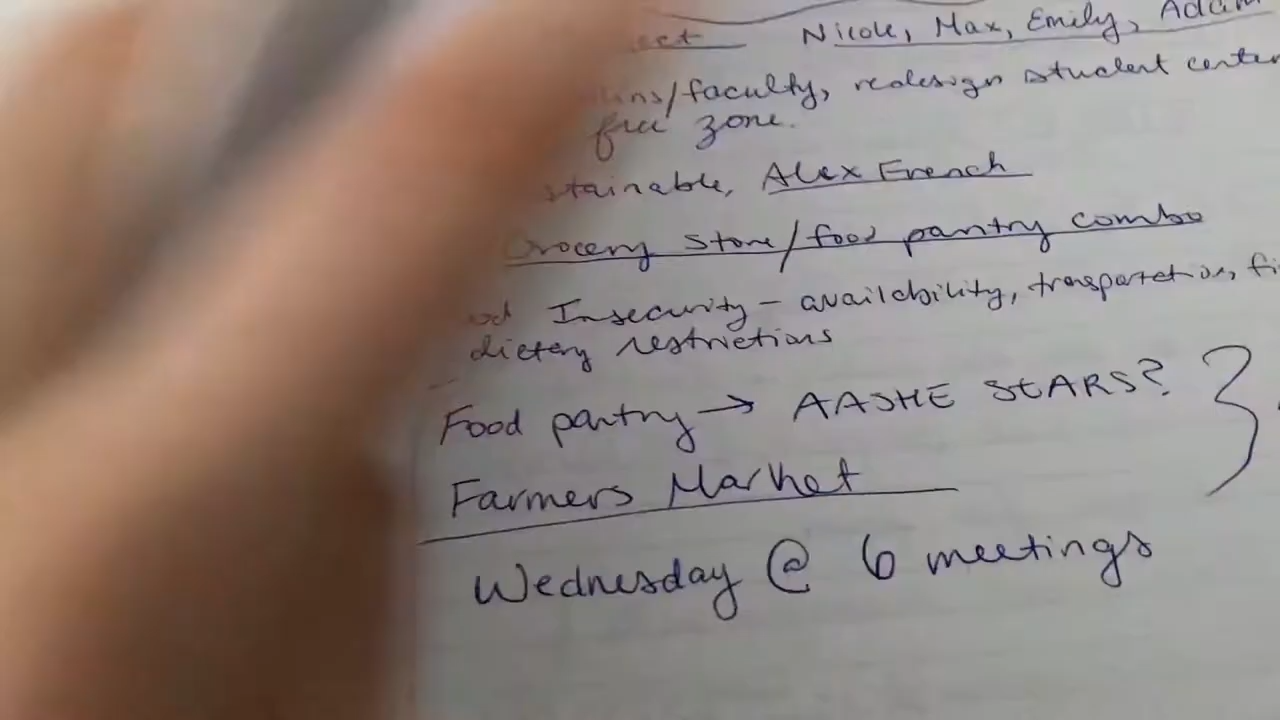 Nicole, Max, Emily, Adam
/faculty, redesign student center
free zone.
Alex French
Grocery store/food pantry combo
Insecurity - availability, transportation,
dietary restrictions
Food pantry → AASHE STARS?
Farmers Market
Wednesday @ 6 meetings